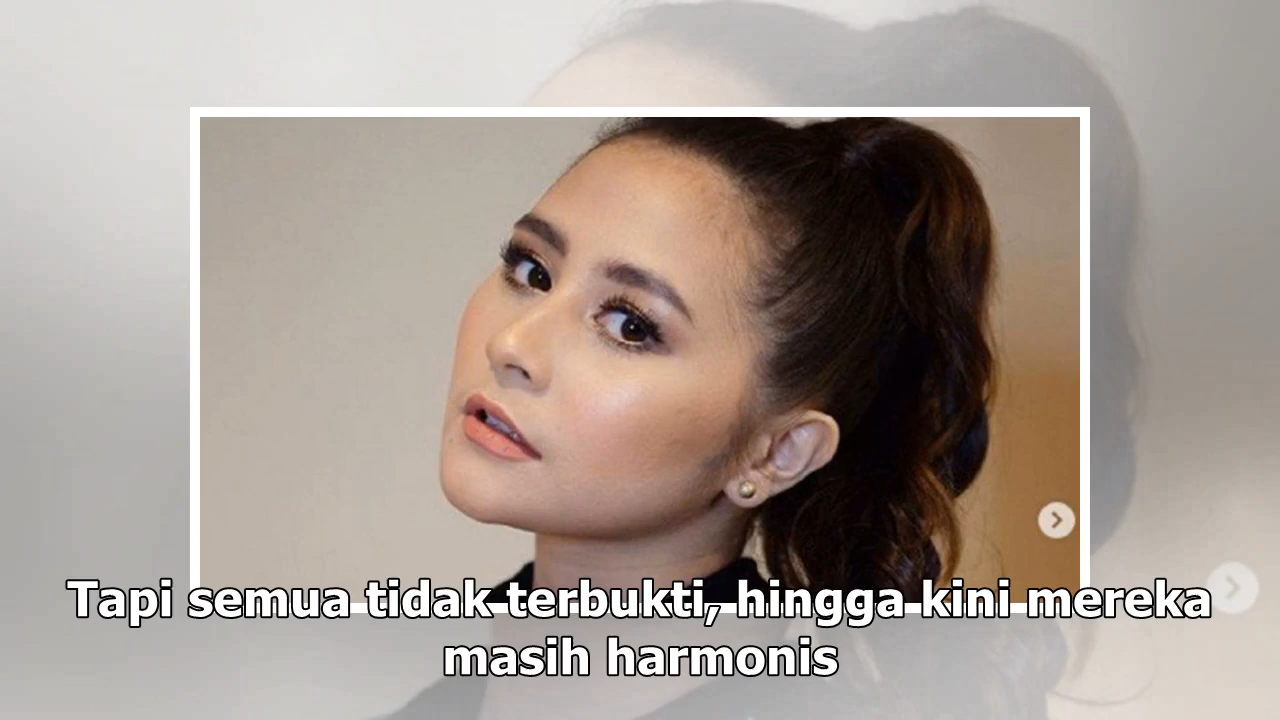 Tapi semua tidak terbukti, hingga kini mereka
masih harmonis